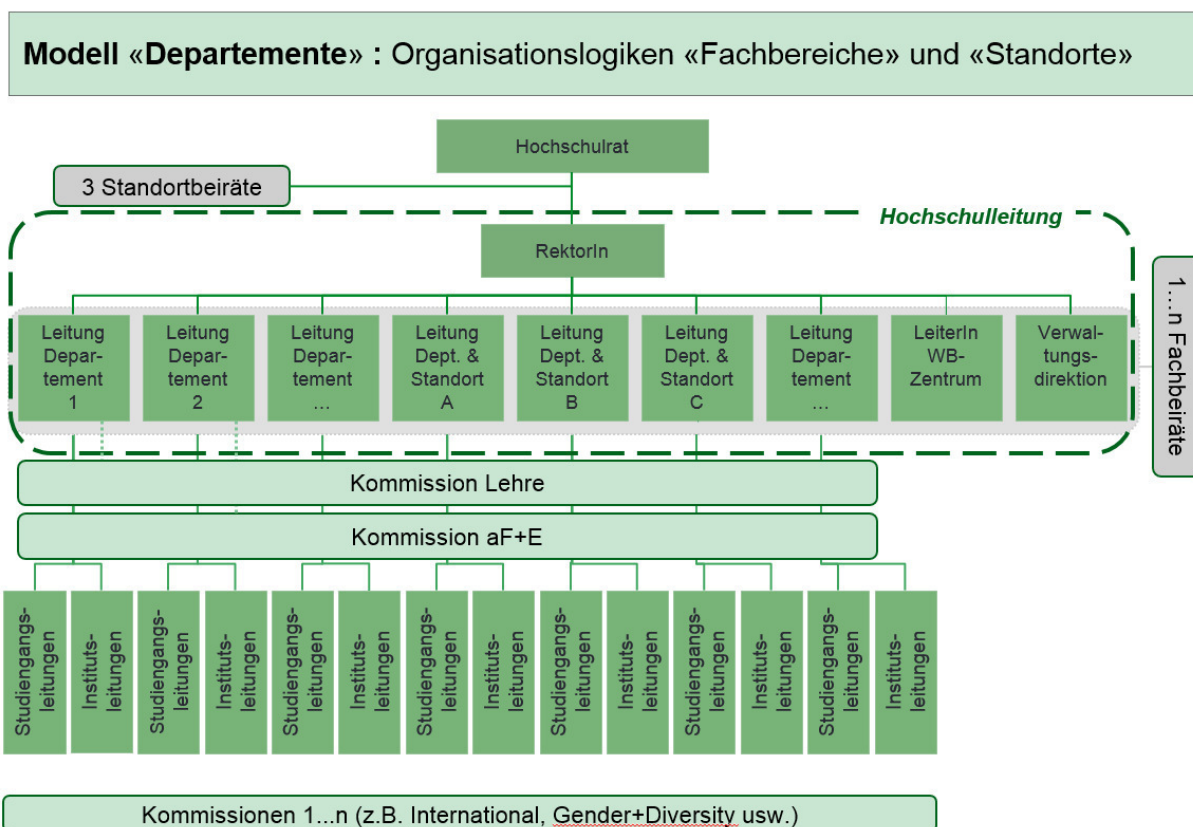 Modell «Departemente» : Organisationslogiken «Fachbereiche» und «Standorte»
Hochschulrat
3 Standortbeiräte
Hochschulleitung
RektorIn
1...n Fachbeiräte
Leitung
Depar-
tement
1
Leitung
Depar-
tement
2
Leitung
Depar-
tement
...
Leitung
Dept. &
Standort
A
Leitung
Dept. &
Standort
B
Leitung
Dept. &
Standort
C
Leitung
Depar-
tement
...
LeiterIn
WB-
Zentrum
Verwal-
tungs-
direktion
Kommission Lehre
Kommission aF+E
Studiengangs-
leitungen
Instituts-
leitungen
Studiengangs-
leitungen
Instituts-
leitungen
Studiengangs-
leitungen
Instituts-
leitungen
Studiengangs-
leitungen
Instituts-
leitungen
Studiengangs-
leitungen
Instituts-
leitungen
Studiengangs-
leitungen
Instituts-
leitungen
Studiengangs-
leitungen
Instituts-
leitungen
Kommissionen 1...n (z.B. International, Gender+Diversity usw.)